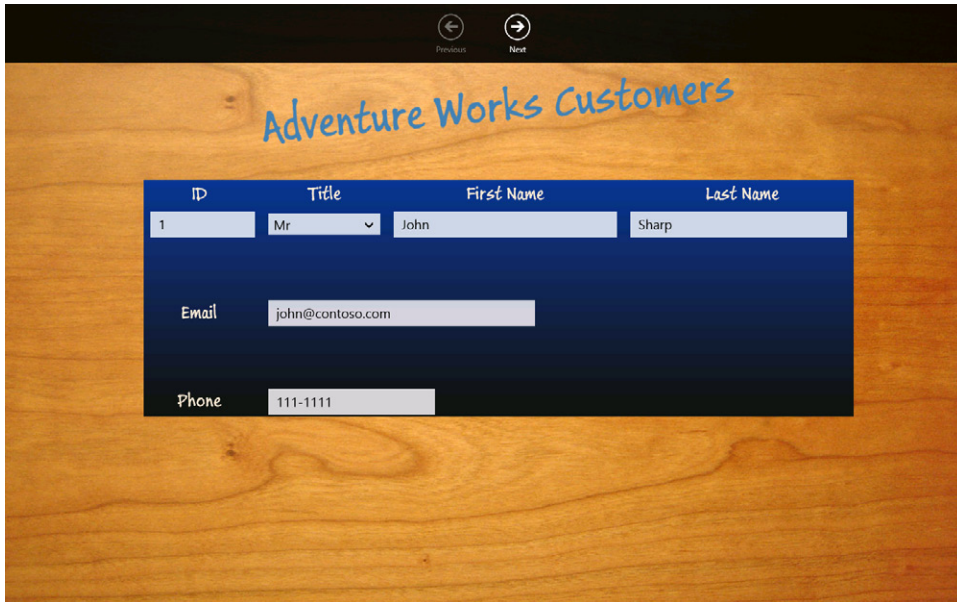 Previous Next
Adventure Works Customers
ID Title First Name Last Name
1 Mr John Sharp
Email john@contoso.com
Phone 111-1111